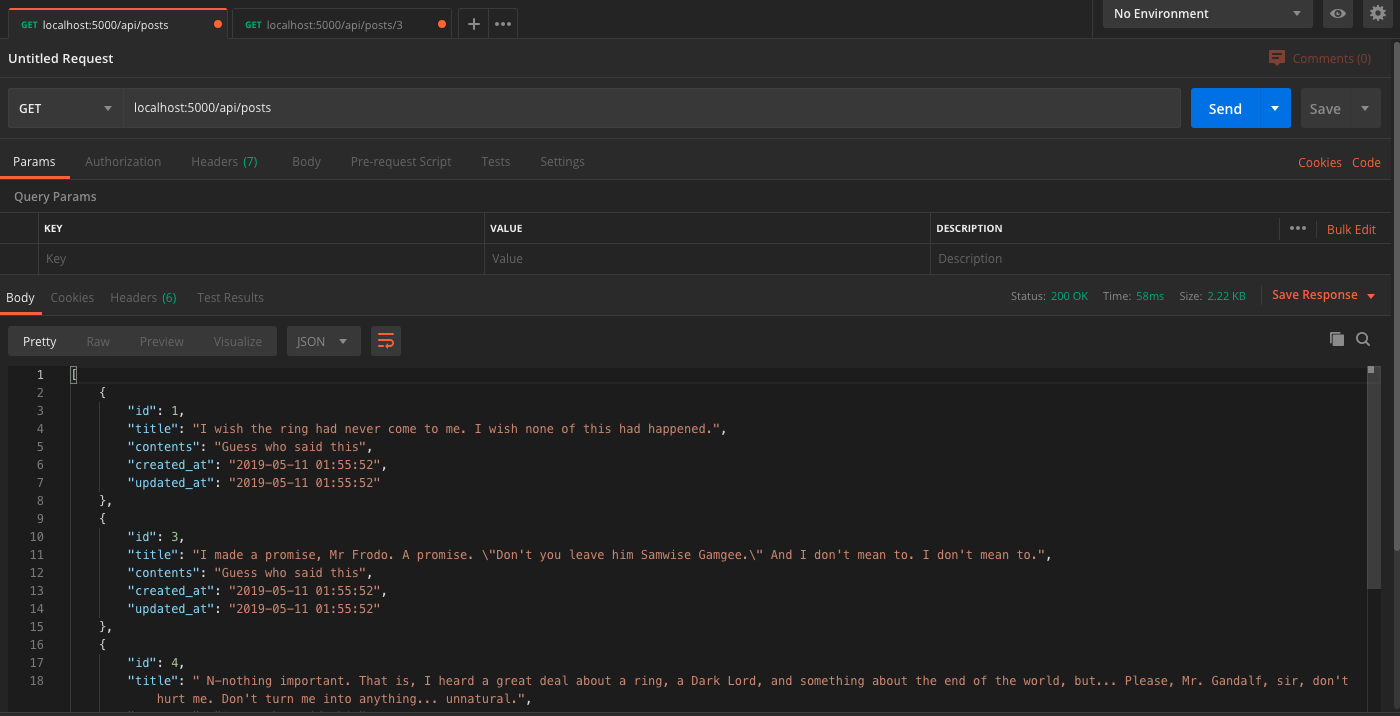 GET localhost:5000/api/posts GET localhost:5000/api/posts/3 + ••• No Environment
Untitled Request Comments (0)
GET localhost:5000/api/posts Send Save
Params Authorization Headers (7) Body Pre-request Script Tests Settings Cookies Code
Query Params
KEY VALUE DESCRIPTION ••• Bulk Edit
Key Value Description
Body Cookies Headers (6) Test Results Status: 200 OK Time: 58ms Size: 2.22 KB Save Response
Pretty Raw Preview Visualize JSON
1 [
2 {
3 "id": 1,
4 "title": "I wish the ring had never come to me. I wish none of this had happened.",
5 "contents": "Guess who said this",
6 "created_at": "2019-05-11 01:55:52",
7 "updated_at": "2019-05-11 01:55:52"
8 },
9 {
10 "id": 3,
11 "title": "I made a promise, Mr Frodo. A promise. \"Don't you leave him Samwise Gamgee.\" And I don't mean to. I don't mean to.",
12 "contents": "Guess who said this",
13 "created_at": "2019-05-11 01:55:52",
14 "updated_at": "2019-05-11 01:55:52"
15 },
16 {
17 "id": 4,
18 "title": " N-nothing important. That is, I heard a great deal about a ring, a Dark Lord, and something about the end of the world, but... Please, Mr. Gandalf, sir, don't
hurt me. Don't turn me into anything... unnatural.",